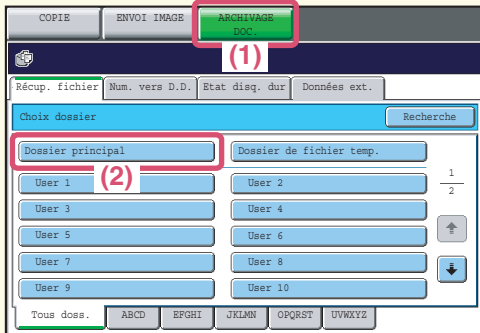 COPIE
ENVOI IMAGE
ARCHIVAGE
DOC.
(1)
Récup. fichier
Num. vers D.D.
Etat disq. dur
Données ext.
Choix dossier
Recherche
Dossier principal
Dossier de fichier temp.
(2)
User 1
User 2
1
2
User 3
User 4
User 5
User 6
User 7
User 8
User 9
User 10
Tous doss.
ABCD
EFGHI
JKLMN
OPQRST
UVWXYZ